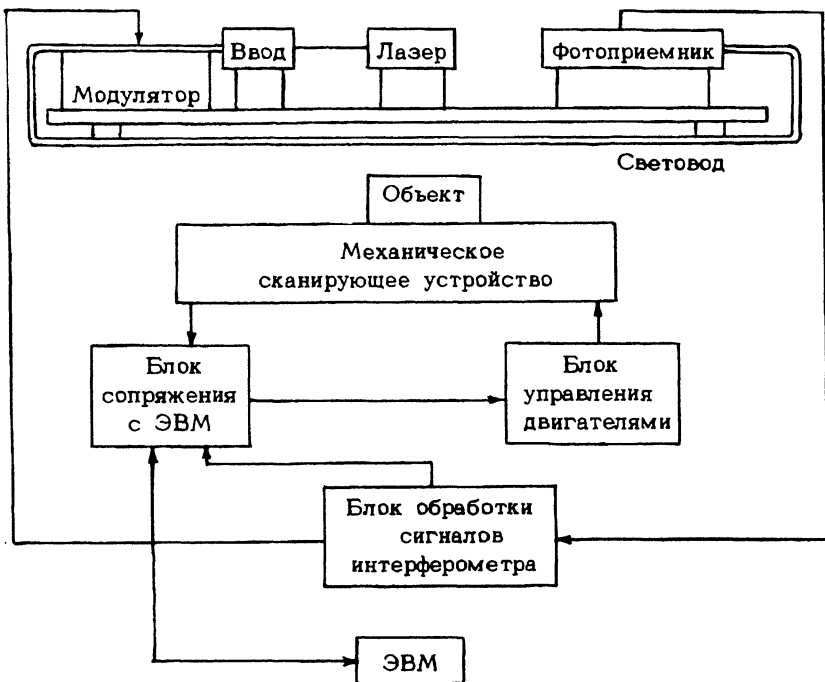 Ввод
Лазер
Фотоприемник
Модулятор
Световод
Объект
Механическое
сканирующее устройство
Блок
сопряжения
с ЭВМ
Блок
управления
двигателями
Блок обработки
сигналов
интерферометра
ЭВМ